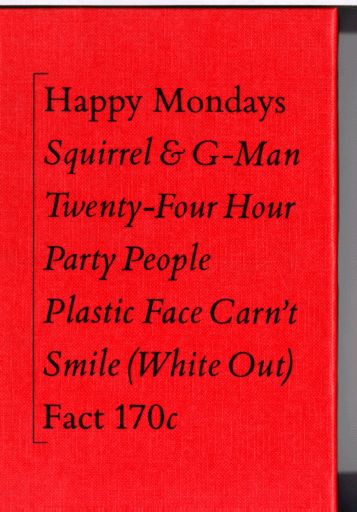 Happy Mondays
Squirrel & G-Man
Twenty-Four Hour
Party People
Plastic Face Carn't
Smile (White Out)
Fact 170c